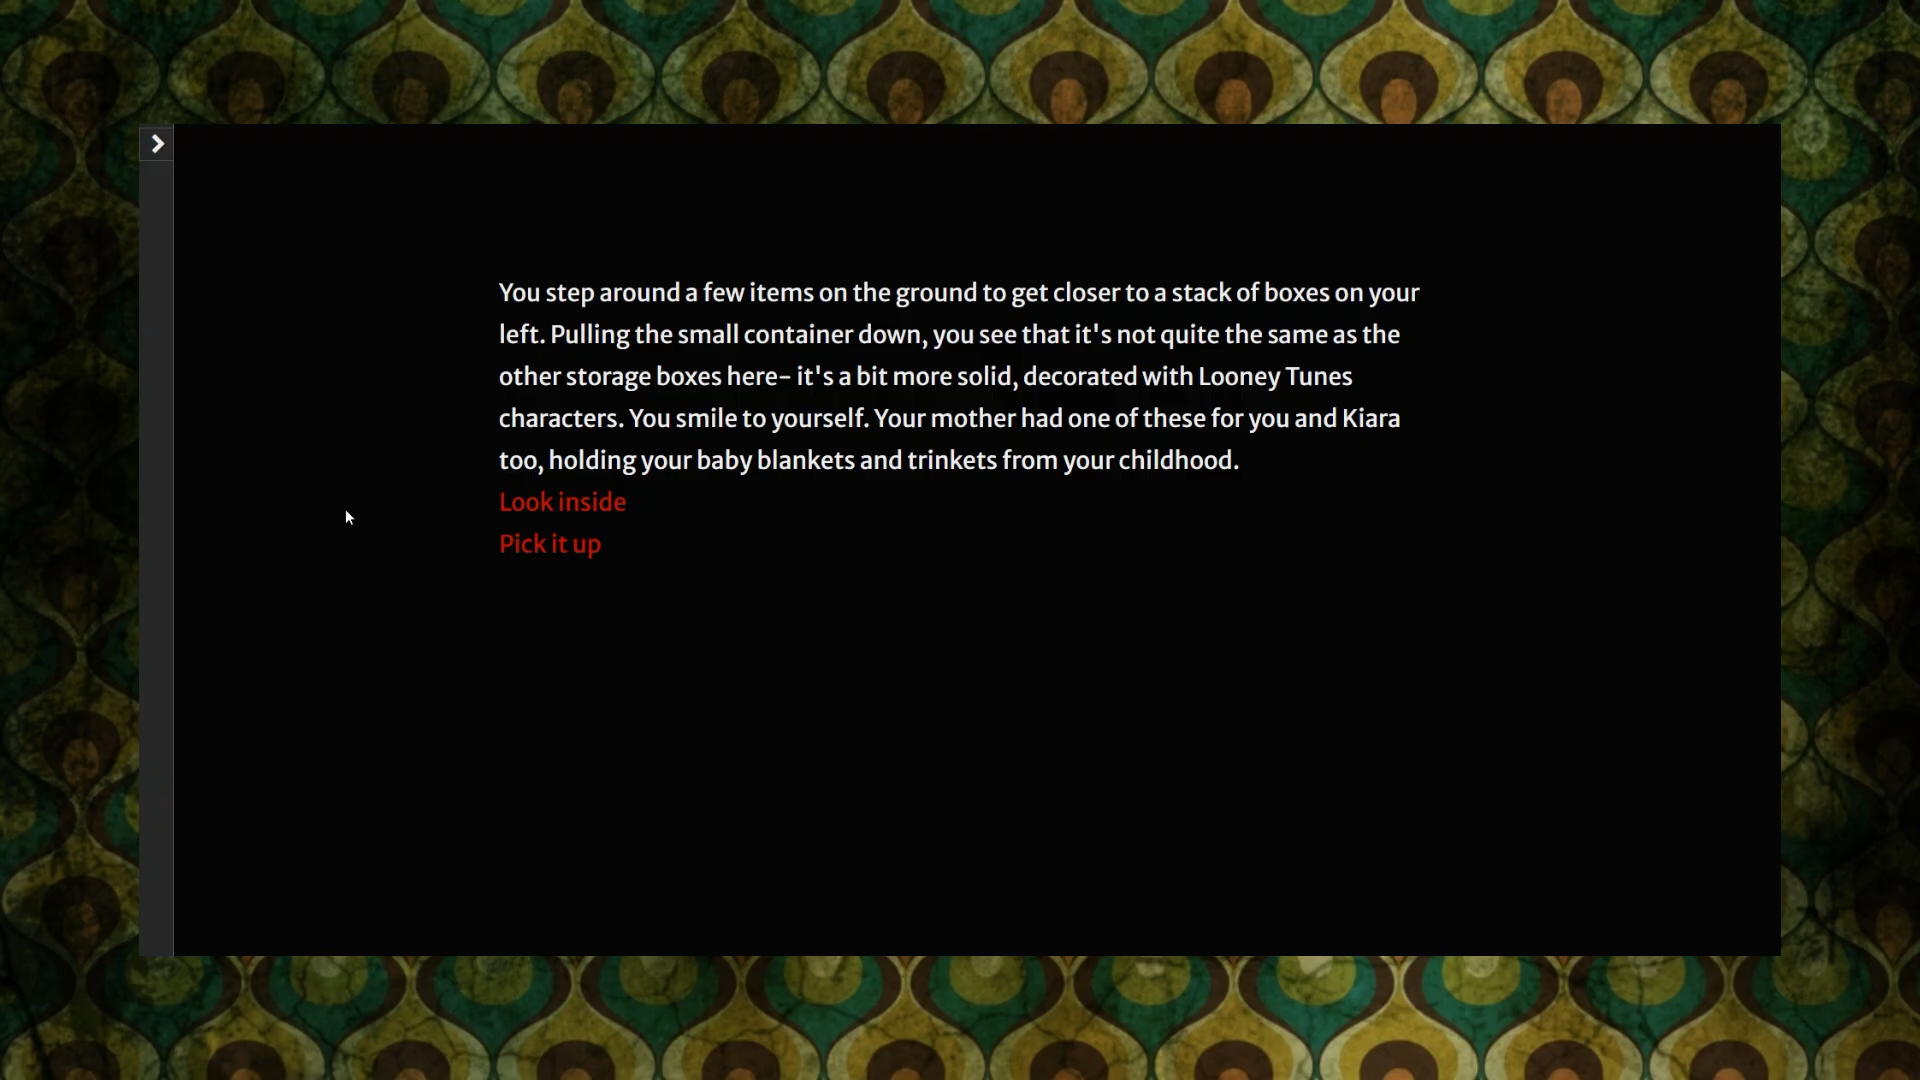 You step around a few items on the ground to get closer to a stack of boxes on your
left. Pulling the small container down, you see that it's not quite the same as the
other storage boxes here- it's a bit more solid, decorated with Looney Tunes
characters. You smile to yourself. Your mother had one of these for you and Kiara
too, holding your baby blankets and trinkets from your childhood.
Look inside
Pick it up